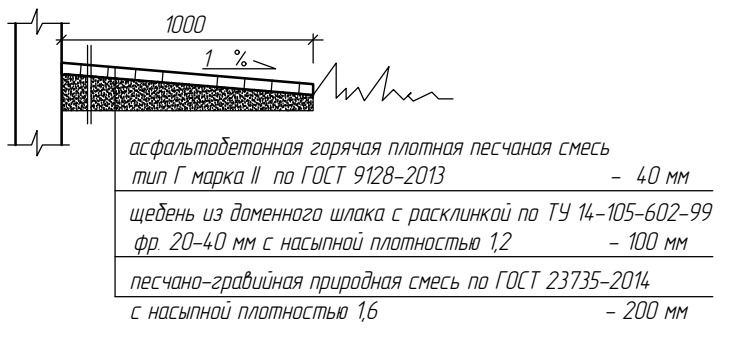 1000
1 %
асфальтобетонная горячая плотная песчаная смесь
тип Г марка II по ГОСТ 9128-2013 - 40 мм
щебень из доменного шлака с расклинкой по ТУ 14-105-602-99
фр. 20-40 мм с насыпной плотностью 1,2 - 100 мм
песчано-гравийная природная смесь по ГОСТ 23735-2014
с насыпной плотностью 1,6 - 200 мм